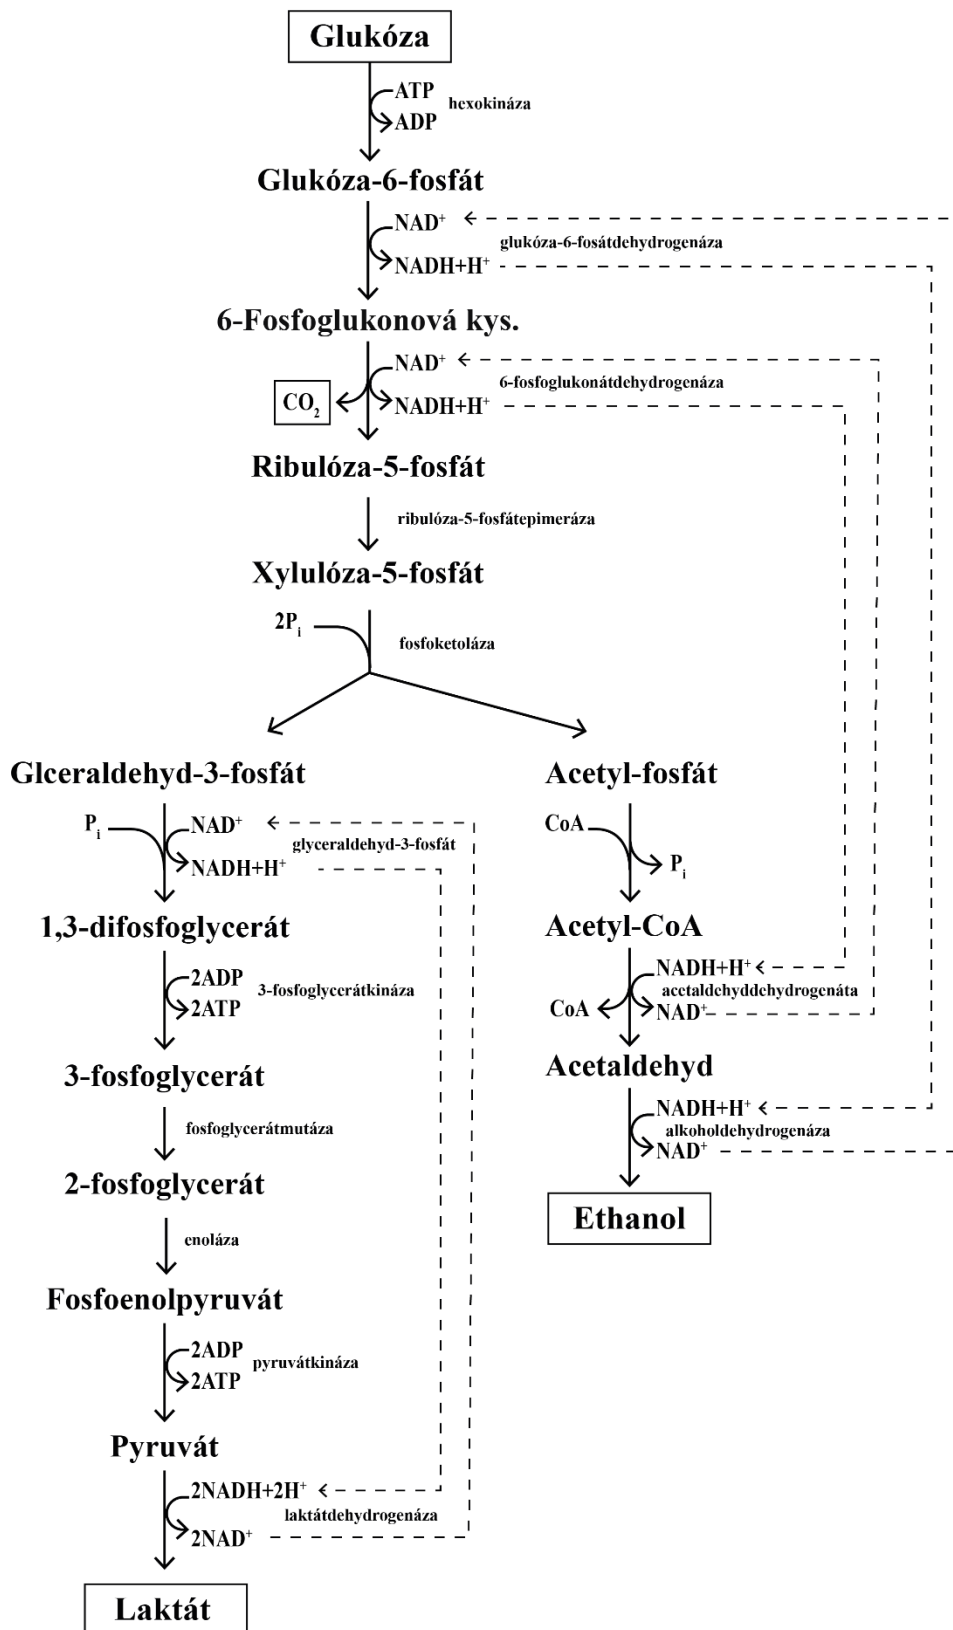 Glukóza
ATP
hexokináza
ADP
Glukóza-6-fosfát
NAD⁺
glukóza-6-fosátdehydrogenáza
NADH+H⁺
6-Fosfoglukonová kys.
NAD⁺
6-fosfoglukonátdehydrogenáza
CO₂
NADH+H⁺
Ribulóza-5-fosfát
ribulóza-5-fosfátepimeráza
Xylulóza-5-fosfát
2Pᵢ
fosfoketoláza
Glceraldehyd-3-fosfát
Pᵢ
NAD⁺
glyceraldehyd-3-fosfát
NADH+H⁺
1,3-difosfoglycerát
2ADP
3-fosfoglycerátkináza
2ATP
3-fosfoglycerát
fosfoglycerátmutáza
2-fosfoglycerát
enoláza
Fosfoenolpyruvát
2ADP
pyruvátkináza
2ATP
Pyruvát
2NADH+2H⁺
laktátdehydrogenáza
2NAD⁺
Laktát
Acetyl-fosfát
CoA
Pᵢ
Acetyl-CoA
NADH+H⁺
acetaldehyddehydrogenáta
CoA
NAD⁺
Acetaldehyd
NADH+H⁺
alkoholdehydrogenáza
NAD⁺
Ethanol